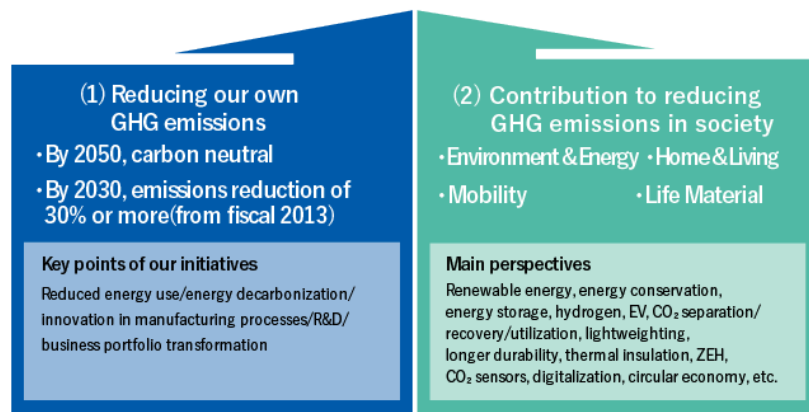 (1) Reducing our own
GHG emissions
・By 2050, carbon neutral
・By 2030, emissions reduction of
30% or more(from fiscal 2013)
Key points of our initiatives
Reduced energy use/energy decarbonization/
innovation in manufacturing processes/R&D/
business portfolio transformation
(2) Contribution to reducing
GHG emissions in society
・Environment & Energy ・Home & Living
・Mobility ・Life Material
Main perspectives
Renewable energy, energy conservation,
energy storage, hydrogen, EV, CO₂ separation/
recovery/utilization, lightweighting,
longer durability, thermal insulation, ZEH,
CO₂ sensors, digitalization, circular economy, etc.